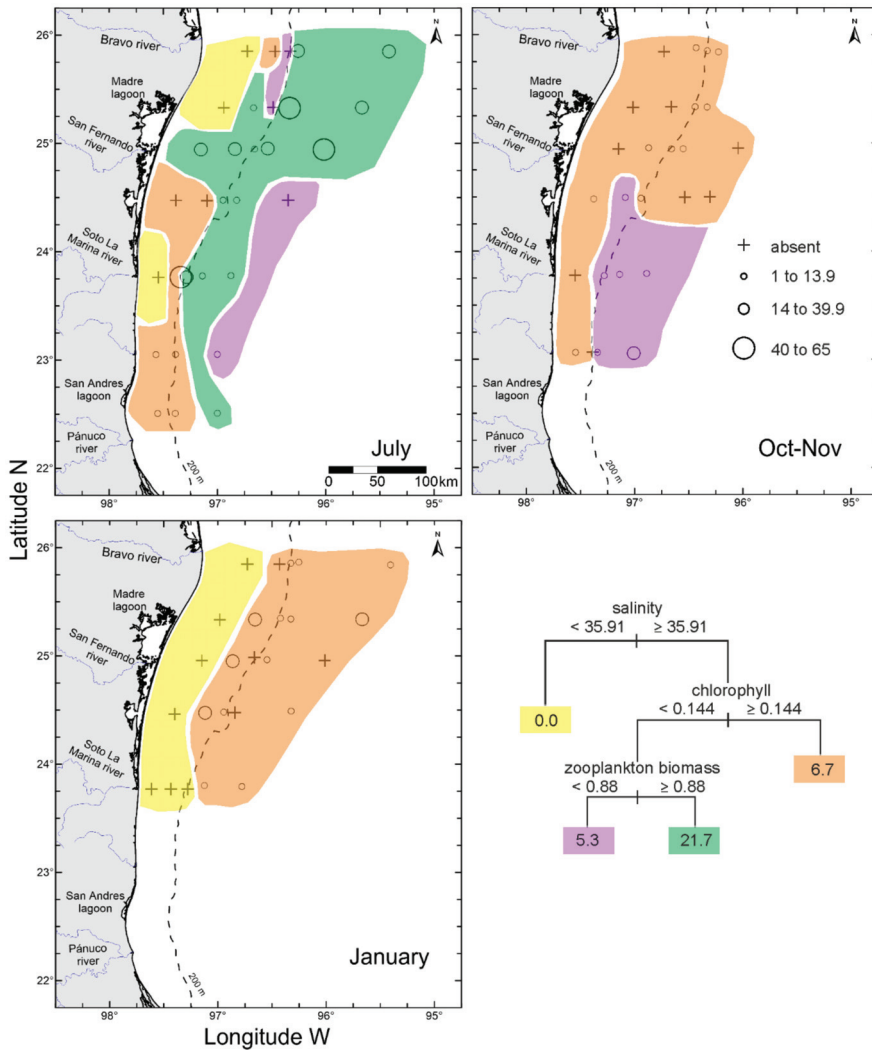 26°
Bravo river
N
Madre
lagoon
San Fernando
river
25°
24°
Soto La
Marina river
23°
San Andres
lagoon
Pánuco
river
22°
200 m
July
0 50 100km
98° 97° 96° 95°
26°
Bravo river
N
Madre
lagoon
San Fernando
river
25°
24°
Soto La
Marina river
23°
San Andres
lagoon
Pánuco
river
22°
200 m
absent
1 to 13.9
14 to 39.9
40 to 65
Oct-Nov
98° 97° 96° 95°
Latitude N
26°
Bravo river
N
Madre
lagoon
San Fernando
river
25°
24°
Soto La
Marina river
23°
San Andres
lagoon
Pánuco
river
22°
200 m
January
98° 97° 96° 95°
Longitude W
salinity
< 35.91 ≥ 35.91
chlorophyll
< 0.144 ≥ 0.144
0.0
zooplankton biomass
6.7
< 0.88 ≥ 0.88
5.3 21.7